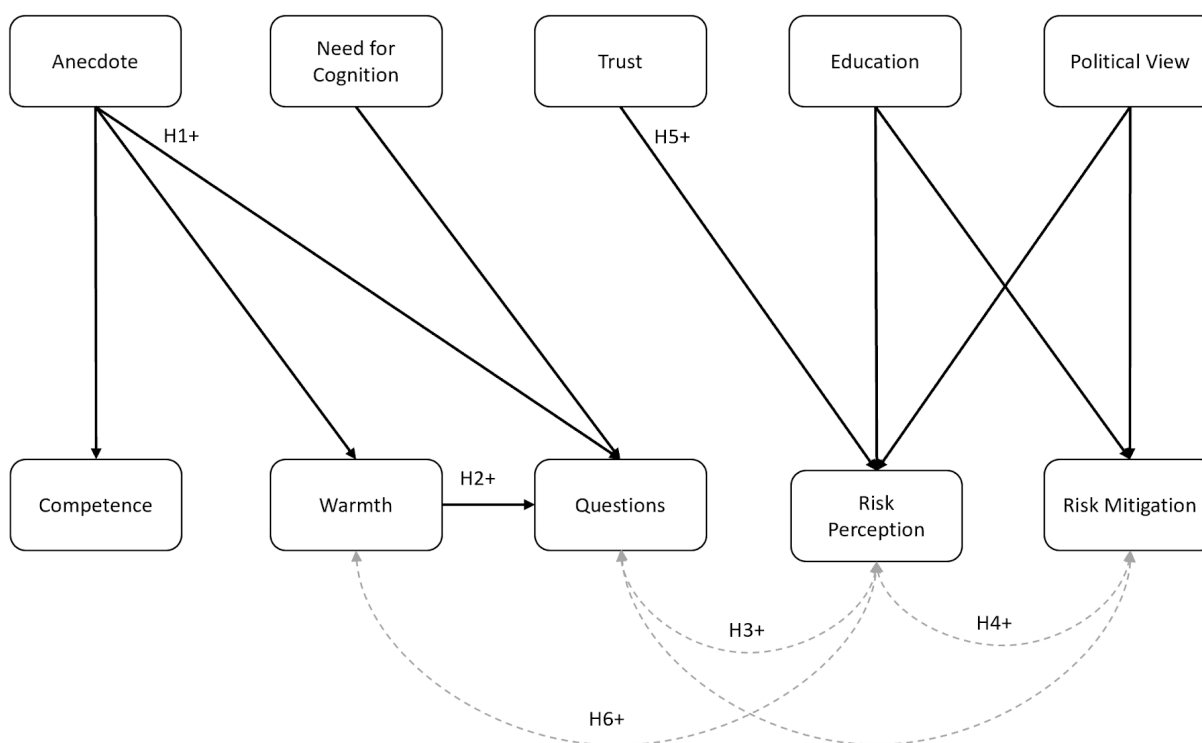 Anecdote
Need for
Cognition
Trust
Education
Political View
H1+
H5+
Competence
Warmth
H2+
Questions
Risk
Perception
Risk Mitigation
H3+
H4+
H6+